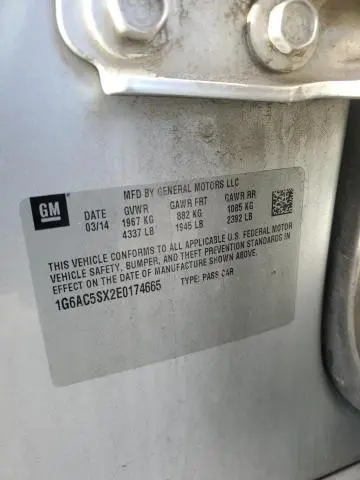 MFD BY GENERAL MOTORS LLC
GM DATE GVWR GAWR FRT GAWR RR
03/14 1967 KG 882 KG 1085 KG
4337 LB 1945 LB 2392 LB
THIS VEHICLE CONFORMS TO ALL APPLICABLE U.S. FEDERAL MOTOR
VEHICLE SAFETY, BUMPER, AND THEFT PREVENTION STANDARDS IN
EFFECT ON THE DATE OF MANUFACTURE SHOWN ABOVE.
1G6AC5SX2E0174665 TYPE: PASS CAR